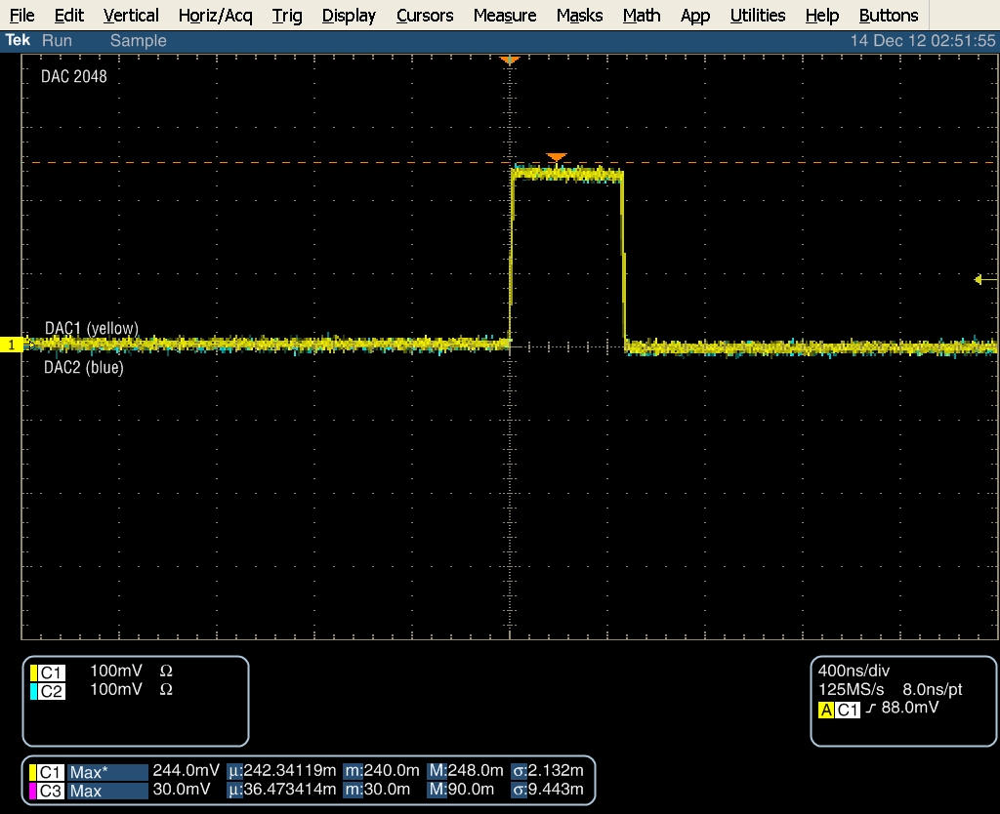 File Edit Vertical Horiz/Acq Trig Display Cursors Measure Masks Math App Utilities Help Buttons
Tek Run Sample 14 Dec 12 02:51:55
DAC 2048
DAC1 (yellow)
1
DAC2 (blue)
C1 100mV Ω
C2 100mV Ω
400ns/div
125MS/s 8.0ns/pt
A C1 88.0mV
C1 Max* 244.0mV μ:242.34119m m:240.0m M:248.0m σ:2.132m
C3 Max 30.0mV μ:36.473414m m:30.0m M:90.0m σ:9.443m